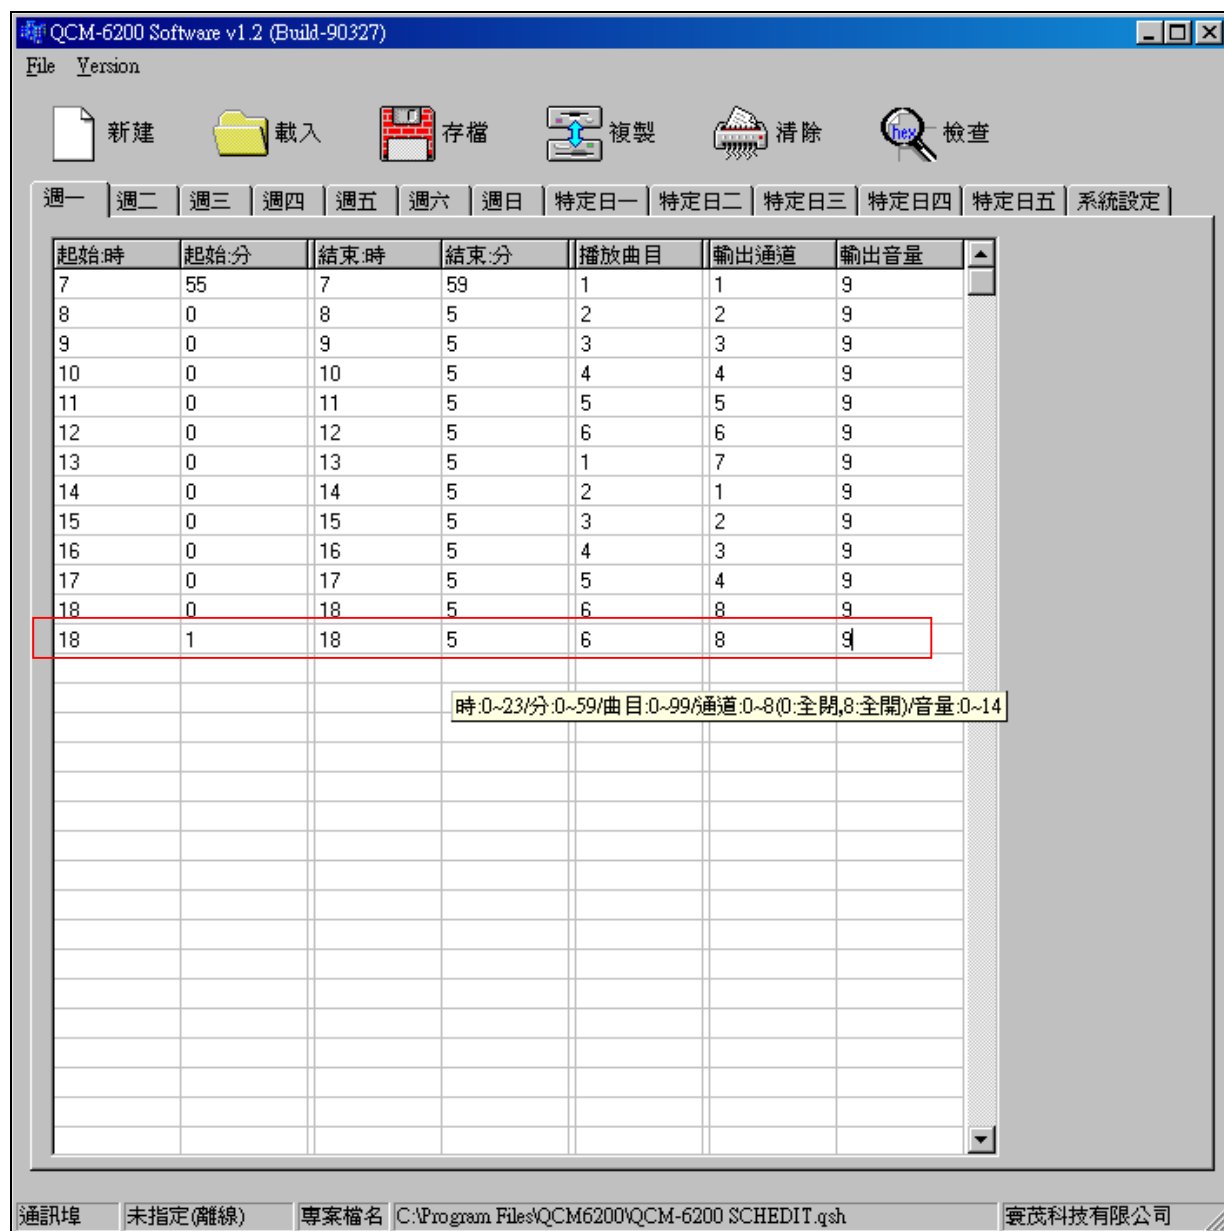 QCM-6200 Software v1.2 (Build-90327)
File Version
新建 載入 存檔 複製 清除 hex 檢查
週一 週二 週三 週四 週五 週六 週日 特定日一 特定日二 特定日三 特定日四 特定日五 系統設定
起始:時 起始:分 結束:時 結束:分 播放曲目 輸出通道 輸出音量
7 55 7 59 1 1 9
8 0 8 5 2 2 9
9 0 9 5 3 3 9
10 0 10 5 4 4 9
11 0 11 5 5 5 9
12 0 12 5 6 6 9
13 0 13 5 1 7 9
14 0 14 5 2 1 9
15 0 15 5 3 2 9
16 0 16 5 4 3 9
17 0 17 5 5 4 9
18 0 18 5 6 8 9
18 1 18 5 6 8 9
時:0~23/分:0~59/曲目:0~99/通道:0~8(0:全閉,8:全開)/音量:0~14
通訊埠 未指定(離線) 專案檔名 C:\Program Files\QCM6200\QCM-6200 SCHEDIT.qsh 寰茂科技有限公司